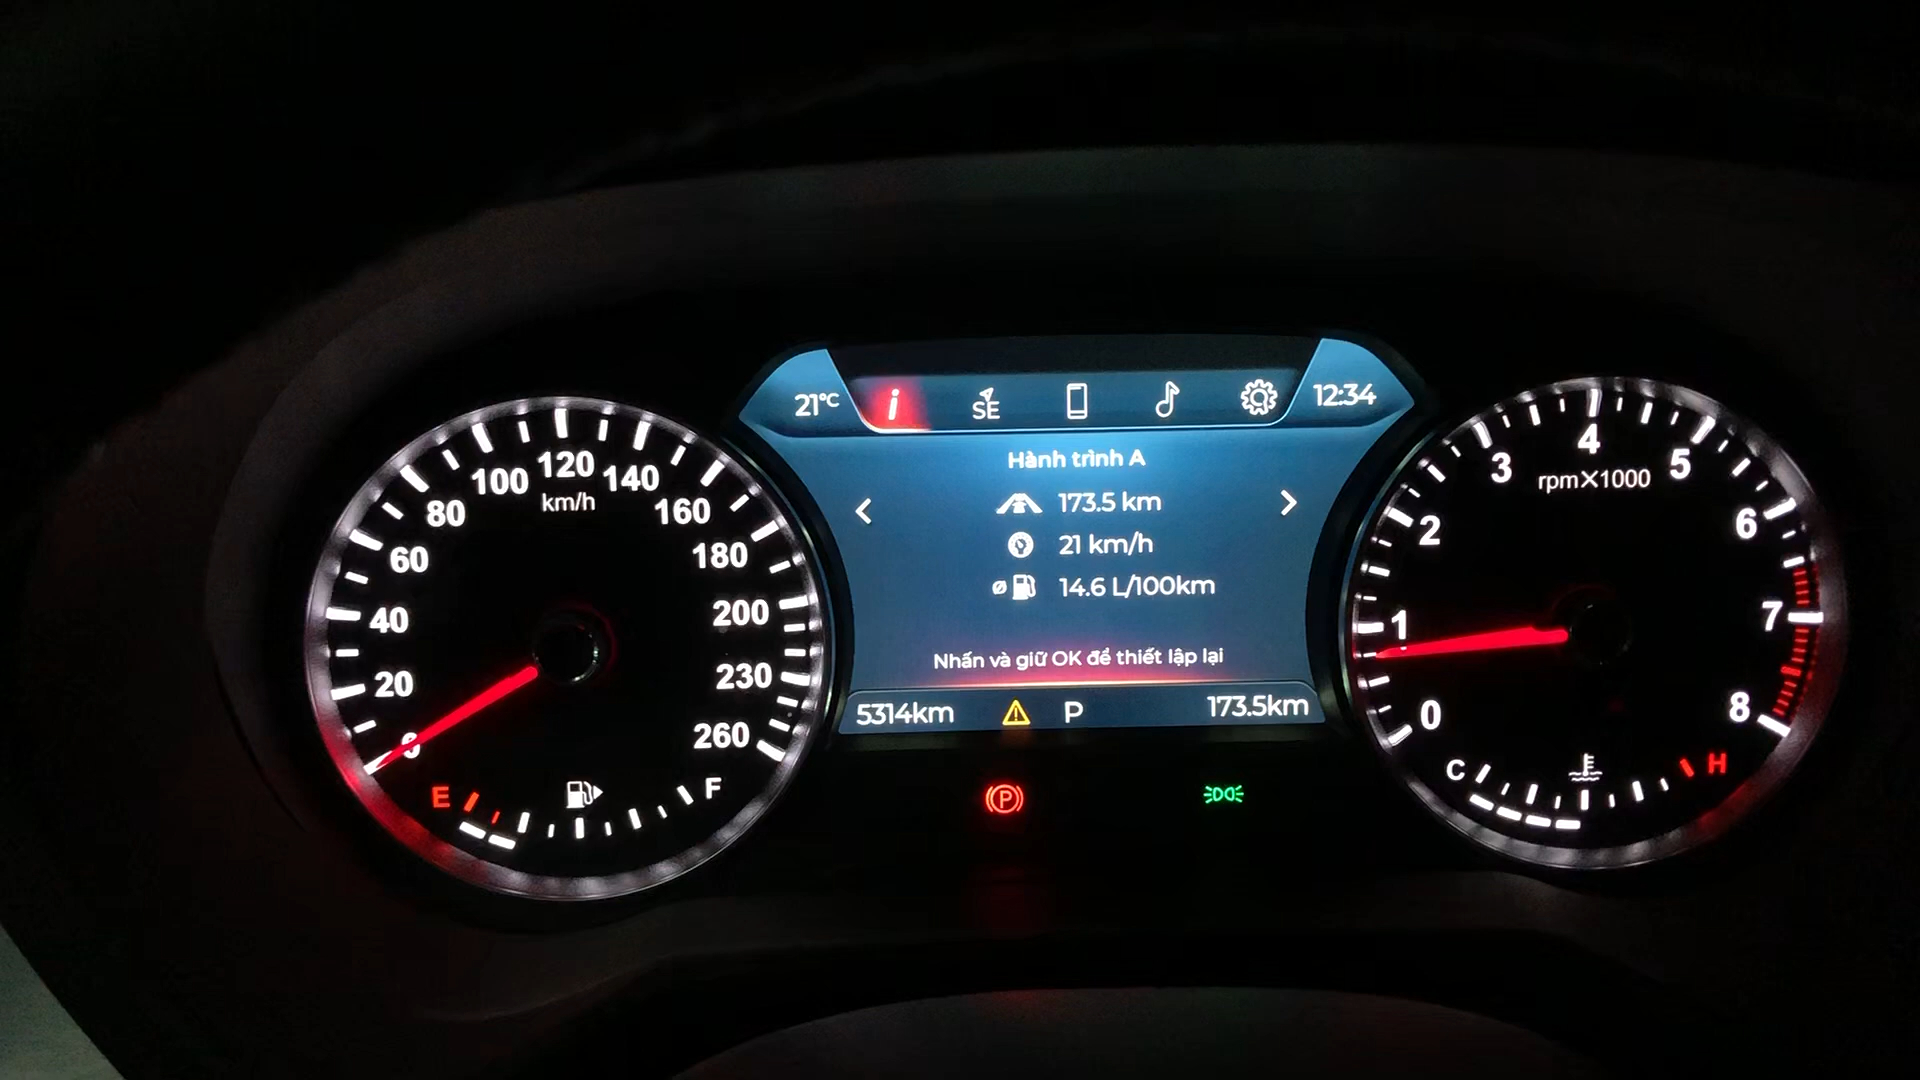 21°C
i
SE
12:34
Hành trình A
173.5 km
21 km/h
ø 14.6 L/100km
Nhấn và giữ OK để thiết lập lại
5314km
P
173.5km
0
20
40
60
80
100
120
140
160
180
200
230
260
km/h
E
F
P
0
1
2
3
4
5
6
7
8
rpmX1000
C
H